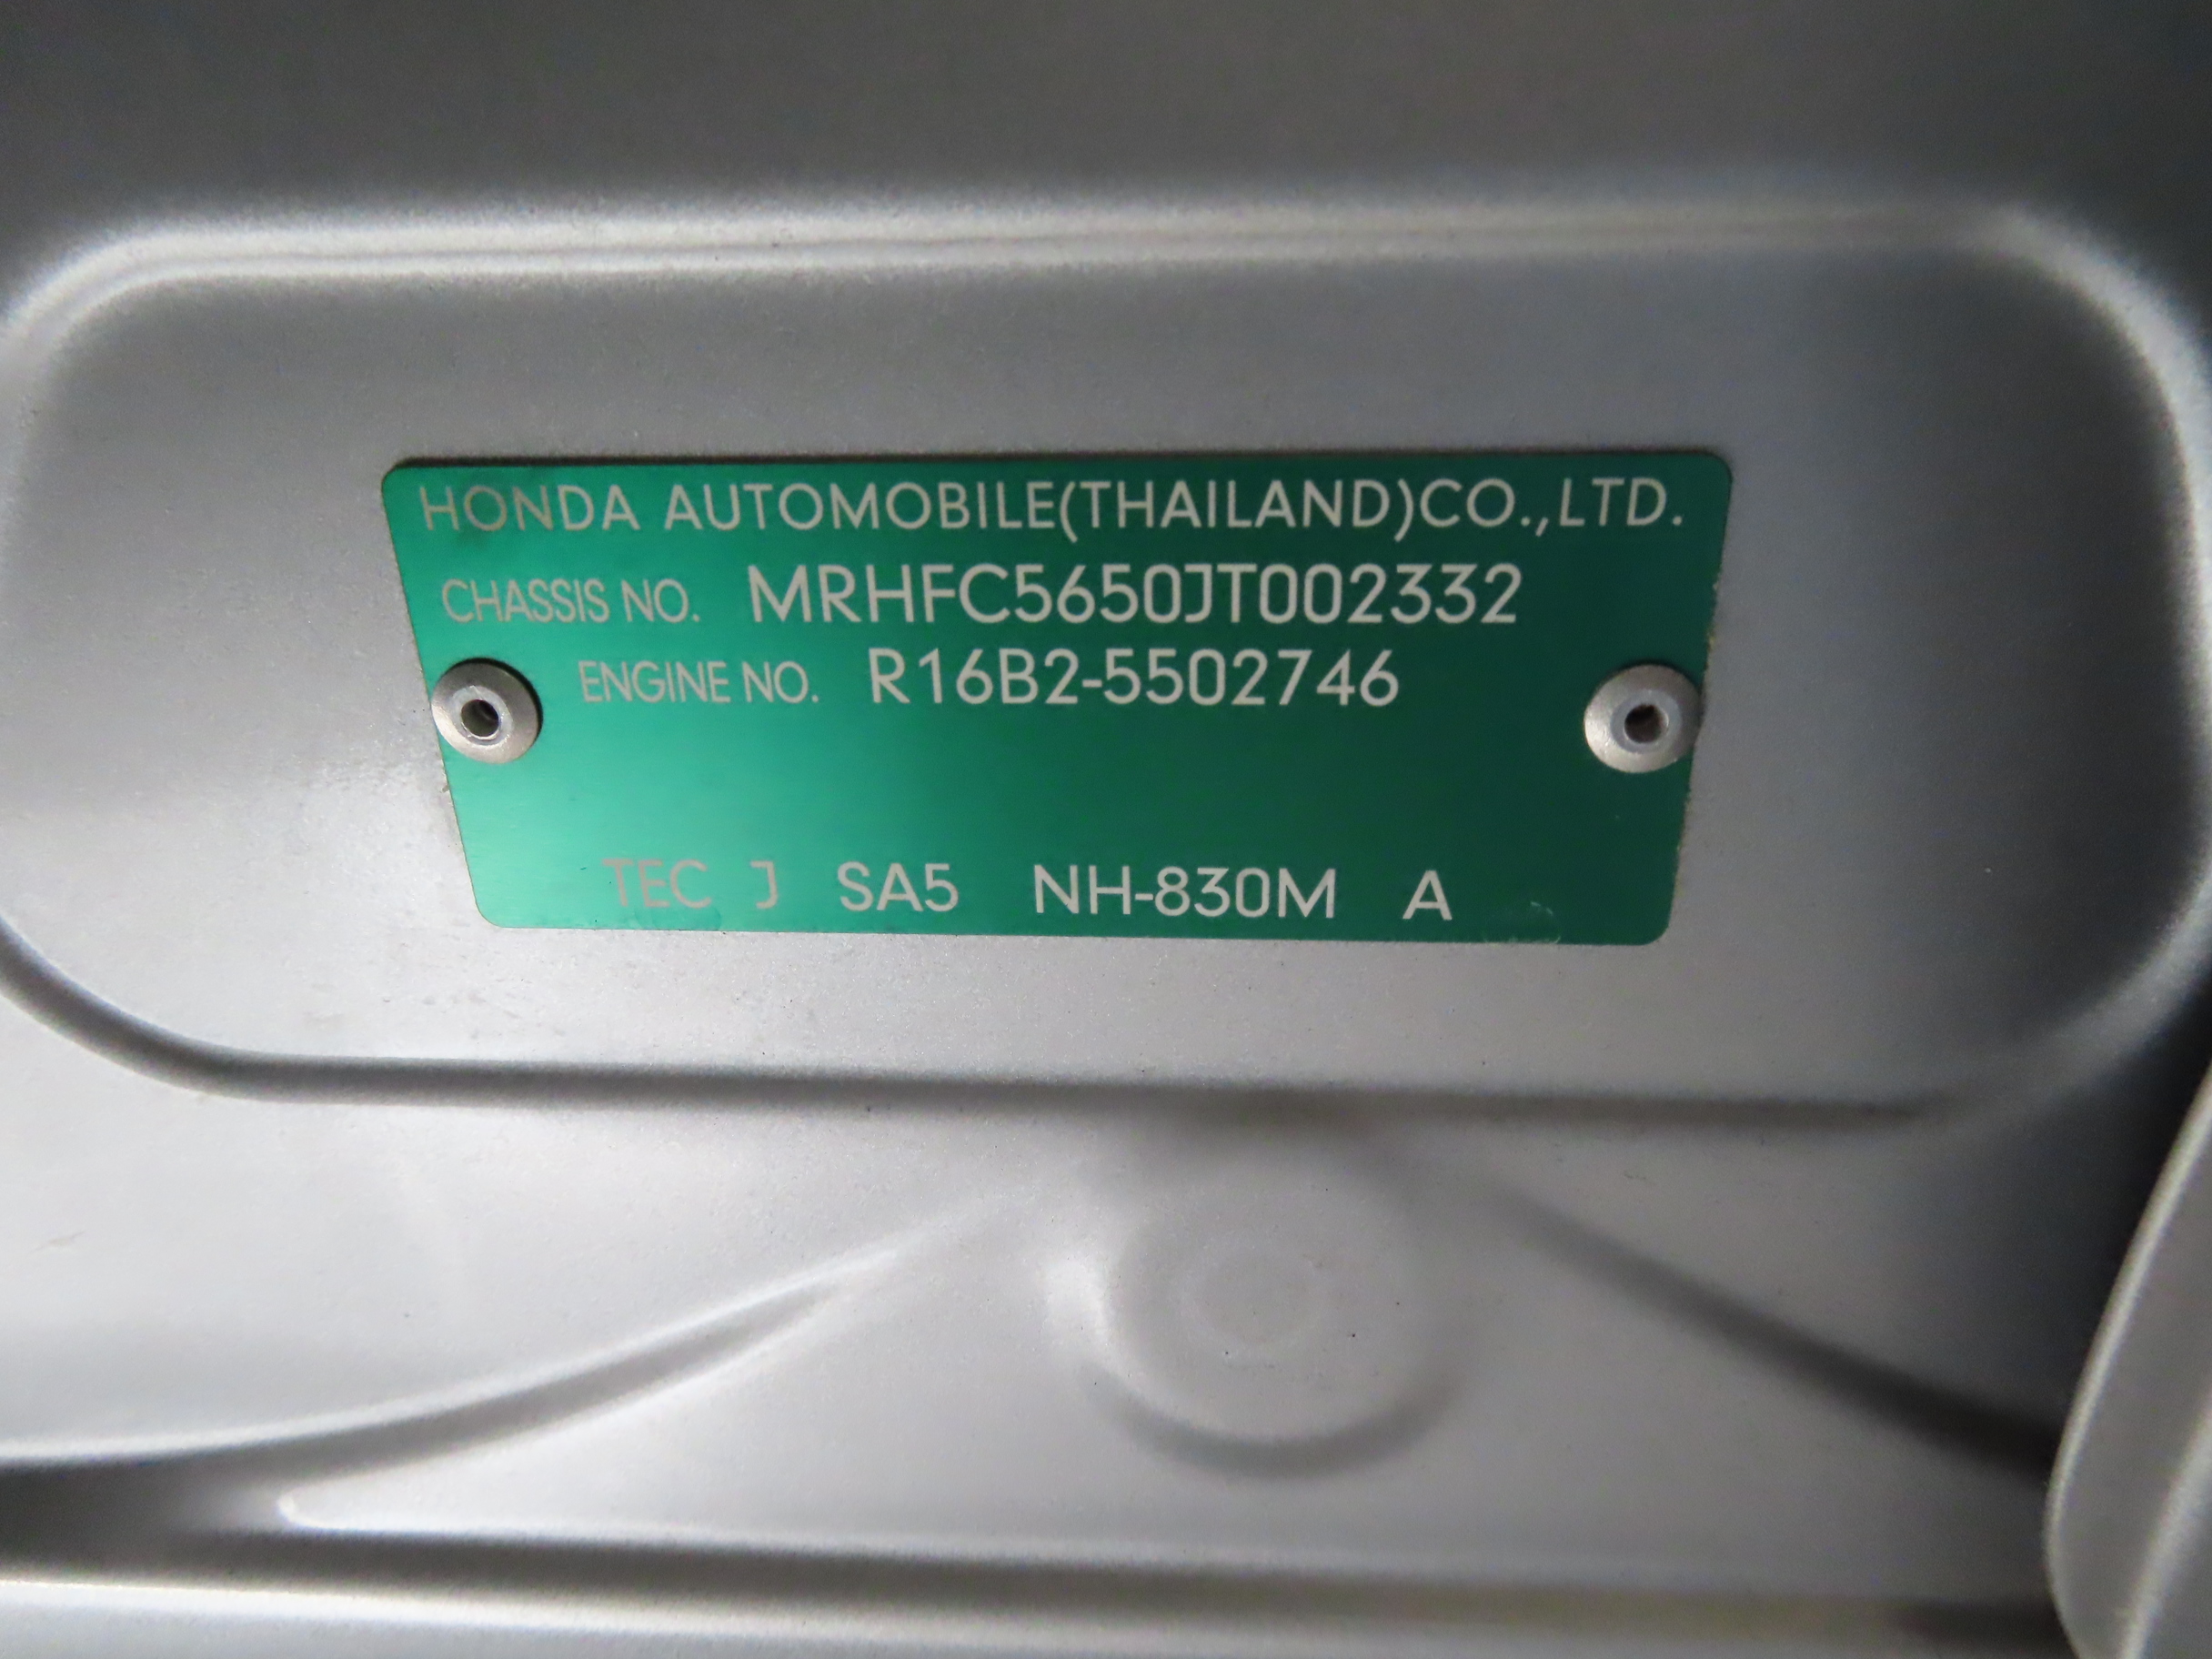 HONDA AUTOMOBILE(THAILAND)CO.,LTD.
CHASSIS NO. MRHFC5650JT002332
ENGINE NO. R16B2-5502746
TEC J SA5 NH-830M A